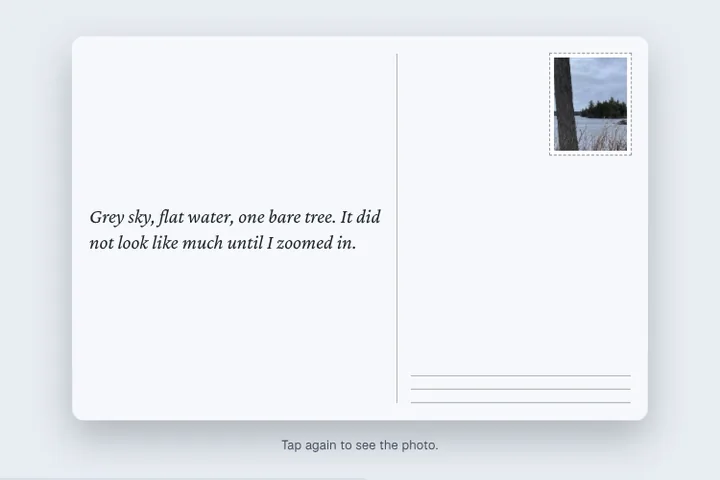 Grey sky, flat water, one bare tree. It did
not look like much until I zoomed in.
Tap again to see the photo.